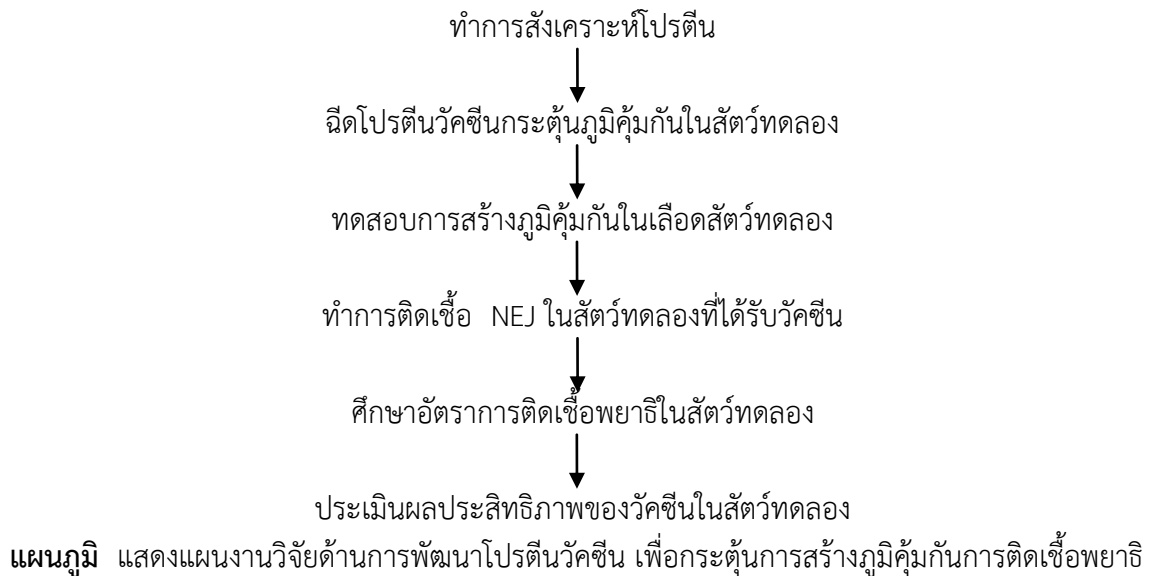 ทำการสังเคราะห์โปรตีน
ฉีดโปรตีนวัคซีนกระตุ้นภูมิคุ้มกันในสัตว์ทดลอง
ทดสอบการสร้างภูมิคุ้มกันในเลือดสัตว์ทดลอง
ทำการติดเชื้อ NEJ ในสัตว์ทดลองที่ได้รับวัคซีน
ศึกษาอัตราการติดเชื้อพยาธิในสัตว์ทดลอง
ประเมินผลประสิทธิภาพของวัคซีนในสัตว์ทดลอง
แผนภูมิ แสดงแผนงานวิจัยด้านการพัฒนาโปรตีนวัคซีน เพื่อกระตุ้นการสร้างภูมิคุ้มกันการติดเชื้อพยาธิ